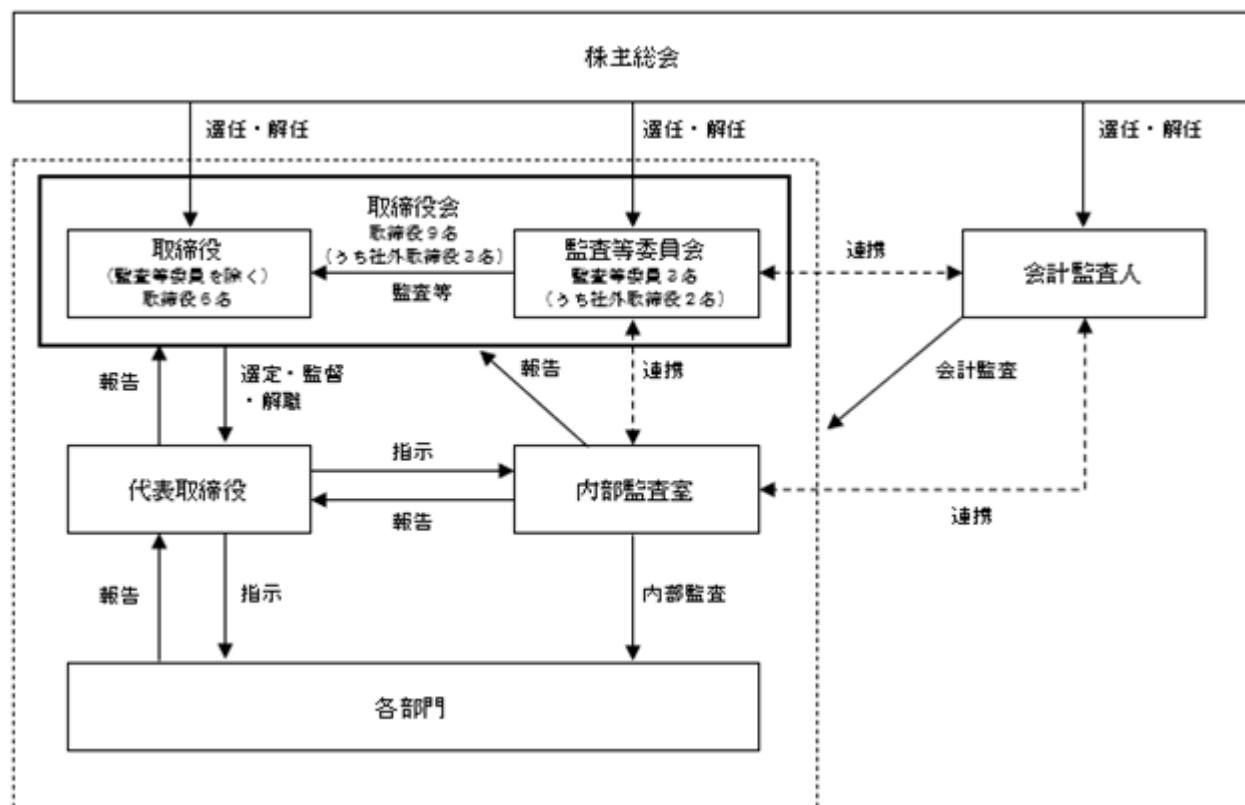 株主総会
選任・解任
選任・解任
選任・解任
取締役会
取締役9名
(うち社外取締役3名)
取締役
(監査等委員を除く)
取締役6名
監査等
監査等委員会
監査等委員3名
(うち社外取締役2名)
連携
会計監査人
報告
選定・監督
・解職
報告
連携
会計監査
代表取締役
指示
報告
内部監査室
連携
報告
指示
内部監査
各部門